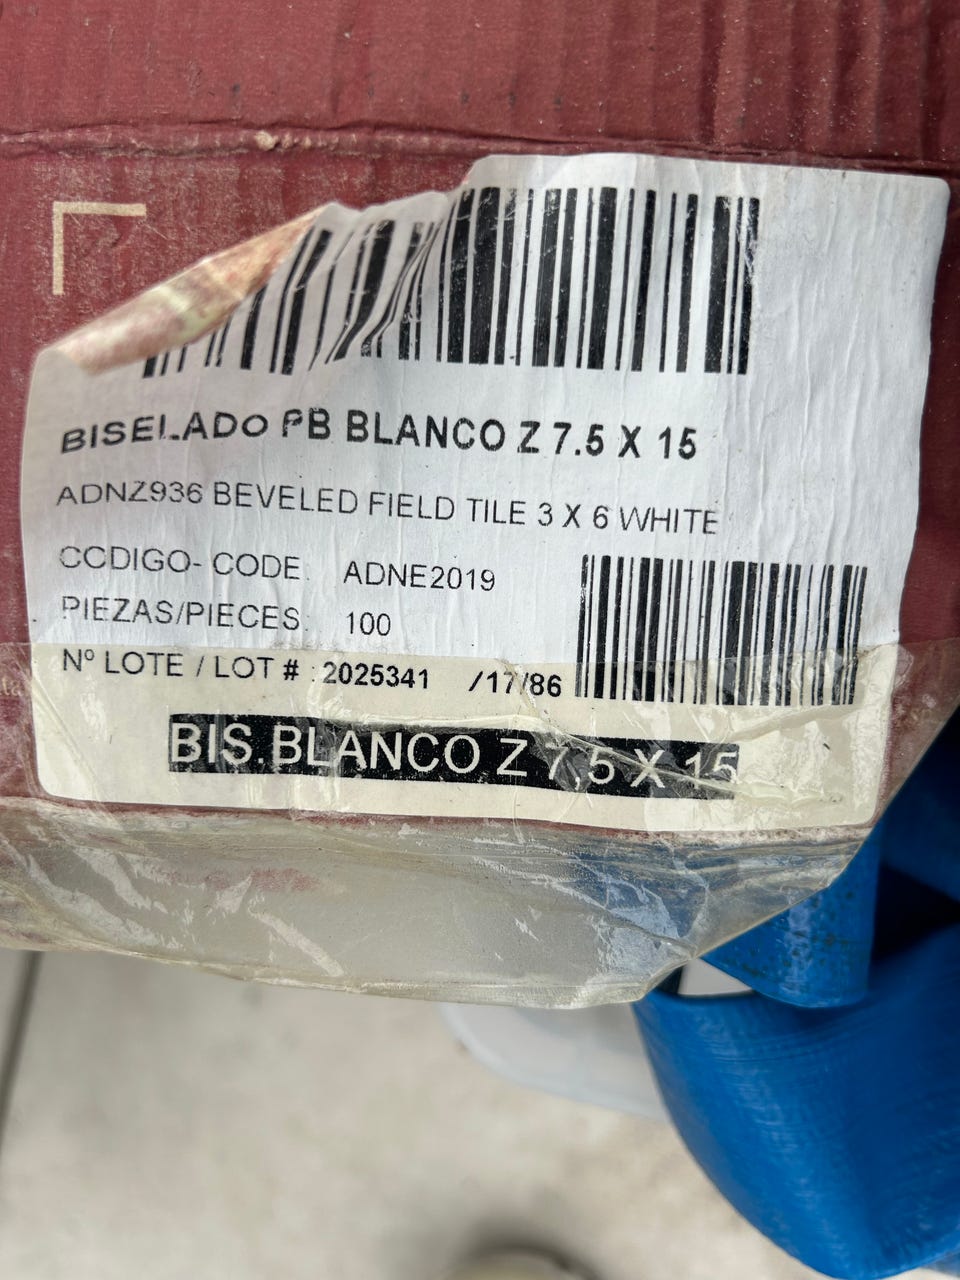 BISELADO PB BLANCO Z 7.5 X 15
ADNZ936 BEVELED FIELD TILE 3 X 6 WHITE
CODIGO- CODE: ADNE2019
PIEZAS/PIECES: 100
Nº LOTE / LOT # : 2025341 /17/86
BIS.BLANCO Z 7,5 X 15